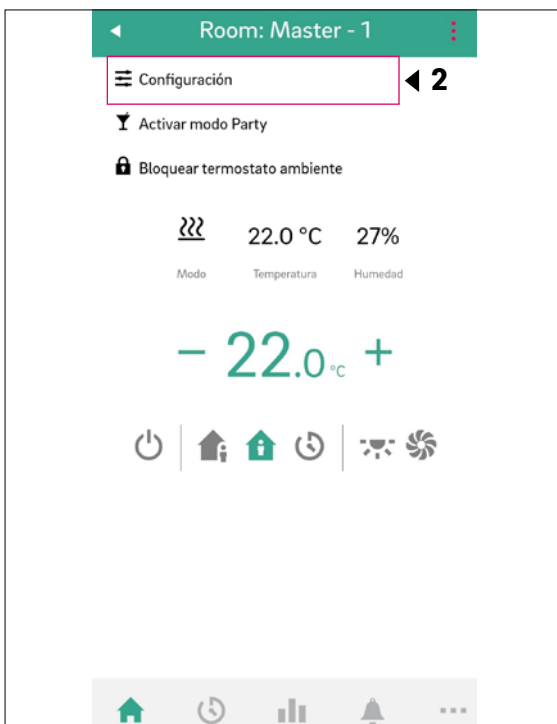 Room: Master - 1
Configuración
2
Activar modo Party
Bloquear termostato ambiente
22.0 °C 27%
Modo Temperatura Humedad
− 22.0 °C +